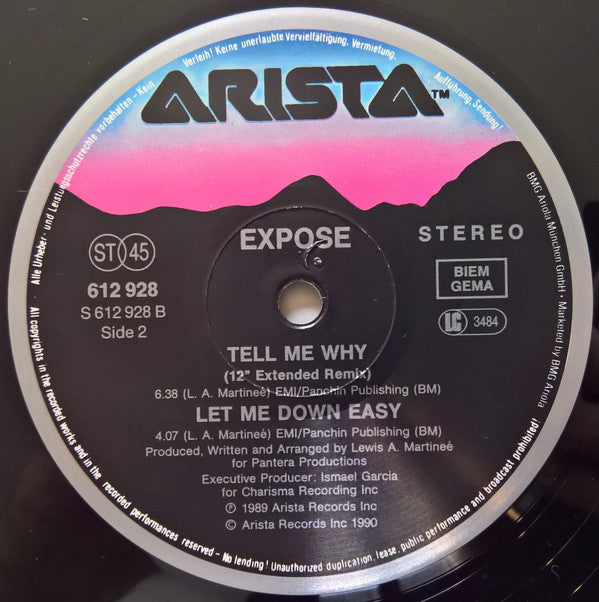 ARISTA™
EXPOSE
STEREO
ST 45
612 928
S 612 928 B
Side 2
BIEM
GEMA
LC 3484
TELL ME WHY
(12" Extended Remix)
6.38 (L. A. Martineé) EMI/Panchin Publishing (BM)
LET ME DOWN EASY
4.07 (L. A. Martineé) EMI/Panchin Publishing (BM)
Produced, Written and Arranged by Lewis A. Martineé
for Pantera Productions
Executive Producer: Ismael Garcia
for Charisma Recording Inc
℗ 1989 Arista Records Inc
© Arista Records Inc 1990
Alle Urheber- und Leistungsschutzrechte vorbehalten - Kein Verleih! Keine unerlaubte Vervielfältigung, Vermietung, Aufführung, Sendung!
BMG Ariola München GmbH • Marketed by BMG Ariola
All copyrights in the recorded works and in the recorded performances reserved – No lending! Unauthorized duplication, lease, public performance and broadcast prohibited!